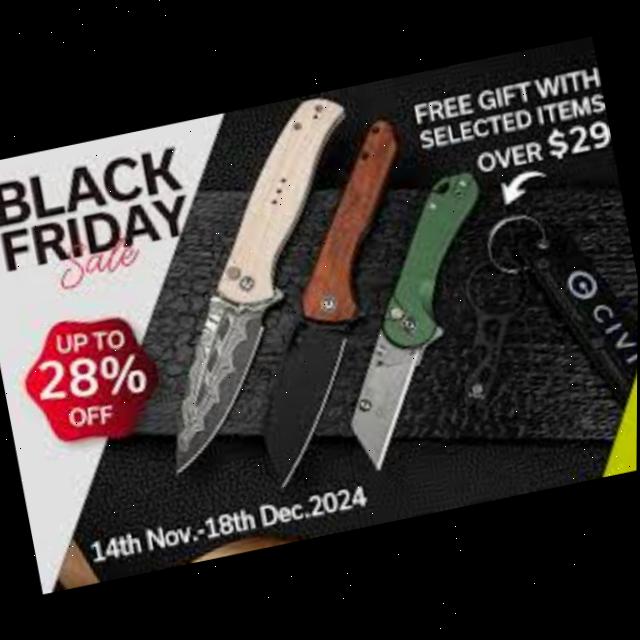 BLACK
FRIDAY
Sale
UP TO
28%
OFF
FREE GIFT WITH
SELECTED ITEMS
OVER $29
CIVI
14th Nov.-18th Dec.2024